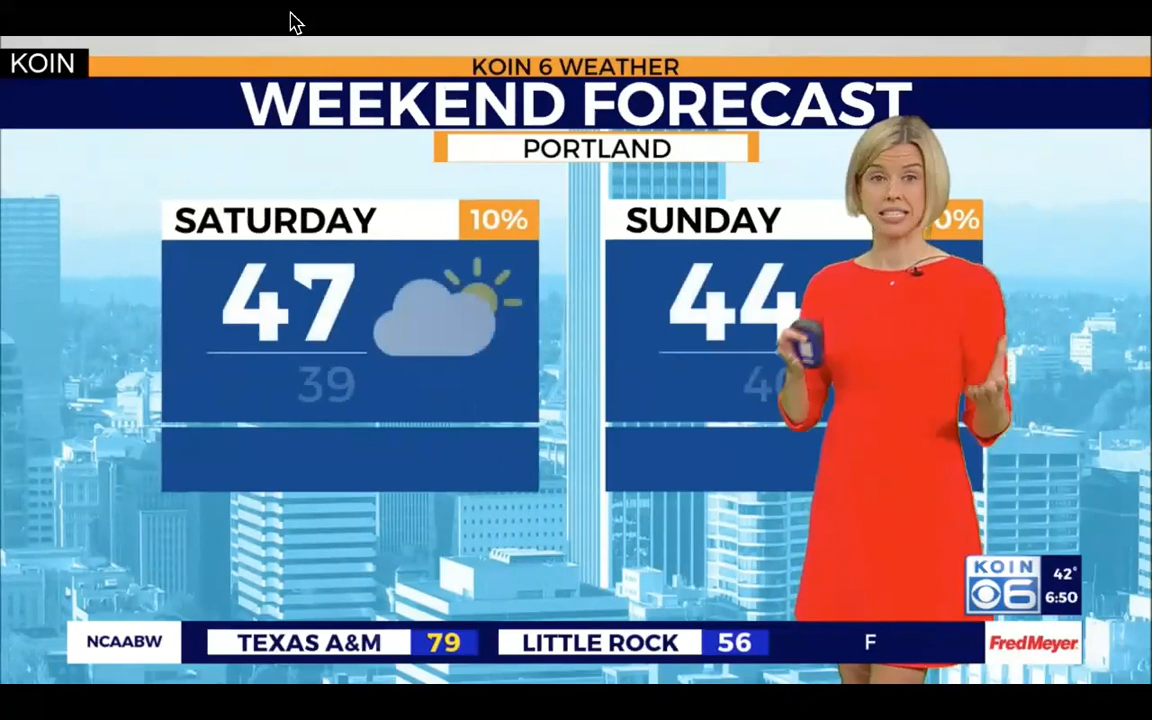 KOIN
KOIN 6 WEATHER
WEEKEND FORECAST
PORTLAND
SATURDAY 10%
47
39
SUNDAY 0%
44
KOIN
6
42°
6:50
NCAABW TEXAS A&M 79 LITTLE ROCK 56 F FredMeyer